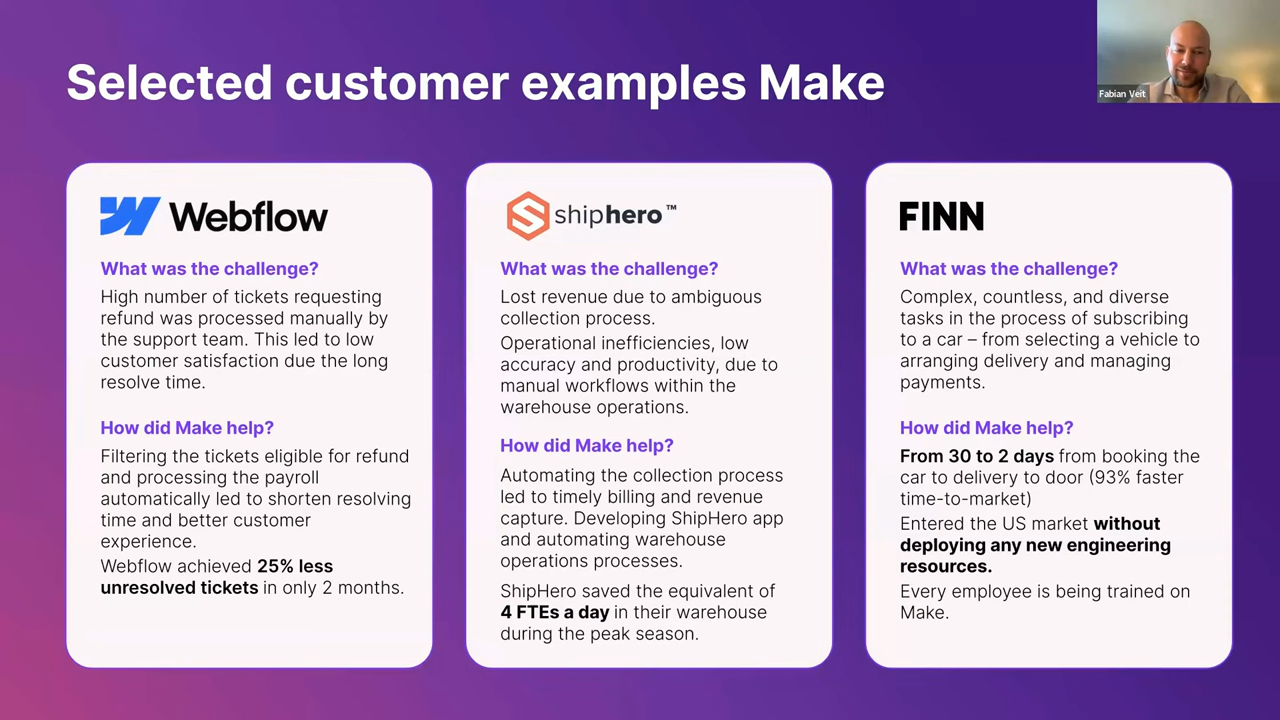 Selected customer examples Make
Fabian Veit
Webflow
What was the challenge?
High number of tickets requesting
refund was processed manually by
the support team. This led to low
customer satisfaction due the long
resolve time.
How did Make help?
Filtering the tickets eligible for refund
and processing the payroll
automatically led to shorten resolving
time and better customer
experience.
Webflow achieved 25% less
unresolved tickets in only 2 months.
shiphero™
What was the challenge?
Lost revenue due to ambiguous
collection process.
Operational inefficiencies, low
accuracy and productivity, due to
manual workflows within the
warehouse operations.
How did Make help?
Automating the collection process
led to timely billing and revenue
capture. Developing ShipHero app
and automating warehouse
operations processes.
ShipHero saved the equivalent of
4 FTEs a day in their warehouse
during the peak season.
FINN
What was the challenge?
Complex, countless, and diverse
tasks in the process of subscribing
to a car – from selecting a vehicle to
arranging delivery and managing
payments.
How did Make help?
From 30 to 2 days from booking the
car to delivery to door (93% faster
time-to-market)
Entered the US market without
deploying any new engineering
resources.
Every employee is being trained on
Make.